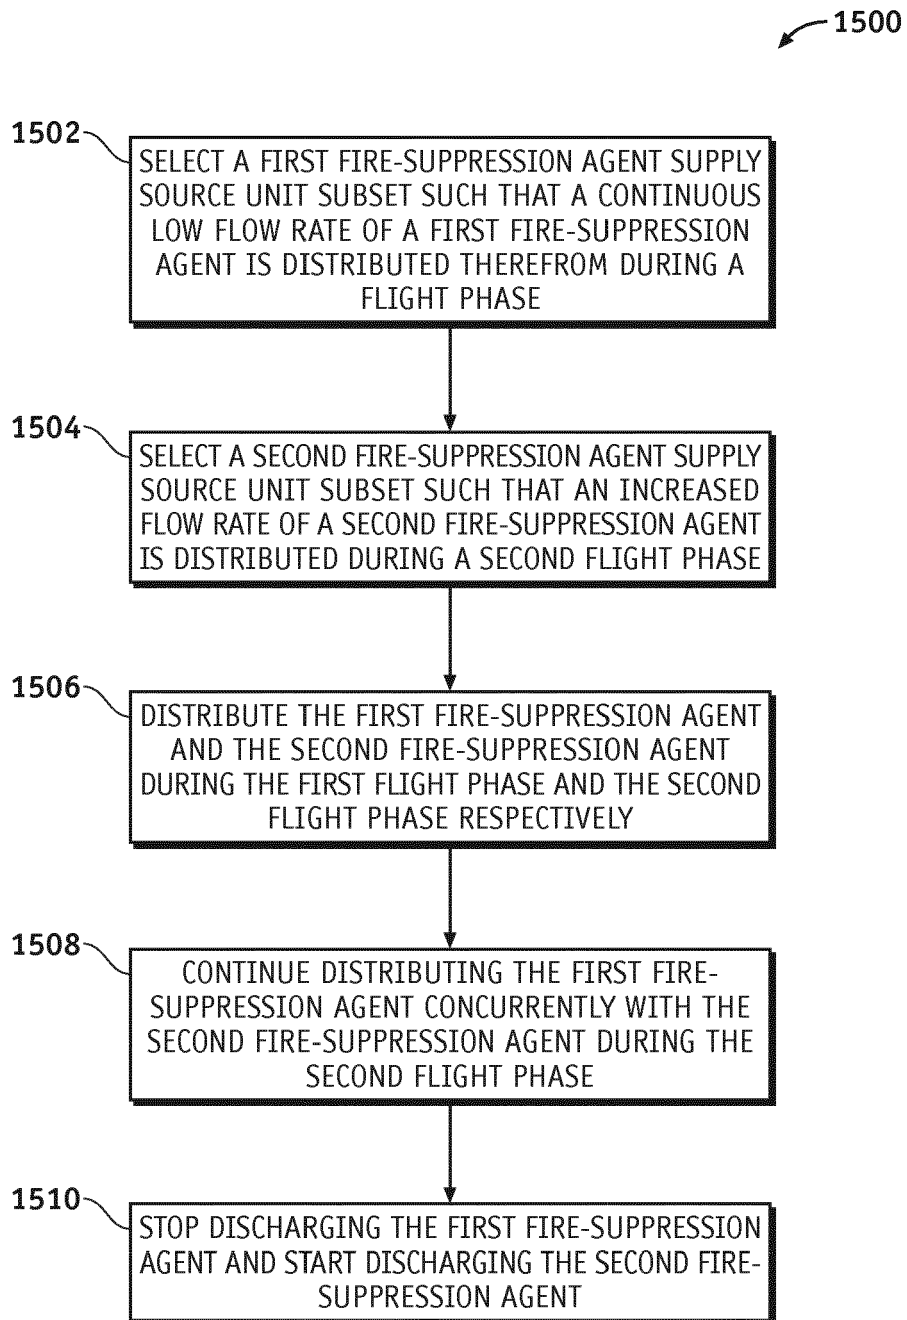 1500
1502
SELECT A FIRST FIRE-SUPPRESSION AGENT SUPPLY
SOURCE UNIT SUBSET SUCH THAT A CONTINUOUS
LOW FLOW RATE OF A FIRST FIRE-SUPPRESSION
AGENT IS DISTRIBUTED THEREFROM DURING A
FLIGHT PHASE
1504
SELECT A SECOND FIRE-SUPPRESSION AGENT SUPPLY
SOURCE UNIT SUBSET SUCH THAT AN INCREASED
FLOW RATE OF A SECOND FIRE-SUPPRESSION AGENT
IS DISTRIBUTED DURING A SECOND FLIGHT PHASE
1506
DISTRIBUTE THE FIRST FIRE-SUPPRESSION AGENT
AND THE SECOND FIRE-SUPPRESSION AGENT
DURING THE FIRST FLIGHT PHASE AND THE SECOND
FLIGHT PHASE RESPECTIVELY
1508
CONTINUE DISTRIBUTING THE FIRST FIRE-
SUPPRESSION AGENT CONCURRENTLY WITH THE
SECOND FIRE-SUPPRESSION AGENT DURING THE
SECOND FLIGHT PHASE
1510
STOP DISCHARGING THE FIRST FIRE-SUPPRESSION
AGENT AND START DISCHARGING THE SECOND FIRE-
SUPPRESSION AGENT